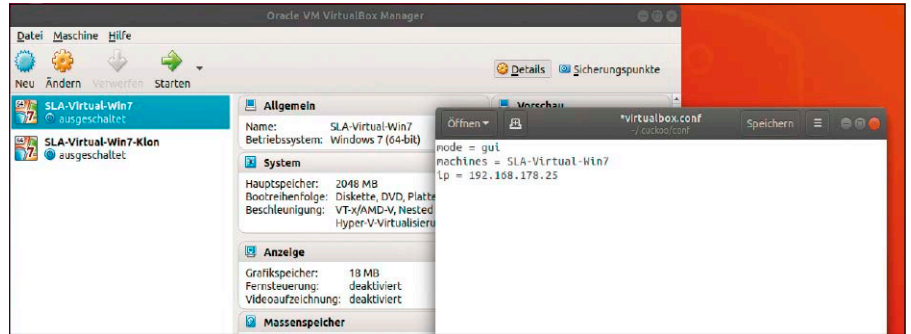 Oracle VM VirtualBox Manager
Datei Maschine Hilfe
Neu Ändern Verwerfen Starten
Details Sicherungspunkte
SLA-Virtual-Win7
ausgeschaltet
SLA-Virtual-Win7-Klon
ausgeschaltet
Allgemein
Name: SLA-Virtual-Win7
Betriebssystem: Windows 7 (64-bit)
System
Hauptspeicher: 2048 MB
Bootreihenfolge: Diskette, DVD, Platte
Beschleunigung: VT-x/AMD-V, Nested
Hyper-V-Virtualisieru
Anzeige
Grafikspeicher: 18 MB
Fernsteuerung: deaktiviert
Videoaufzeichnung: deaktiviert
Massenspeicher
Vorschau
Öffnen *virtualbox.conf Speichern
~/.cuckoo/conf
mode = gui
machines = SLA-Virtual-Win7
ip = 192.168.178.25